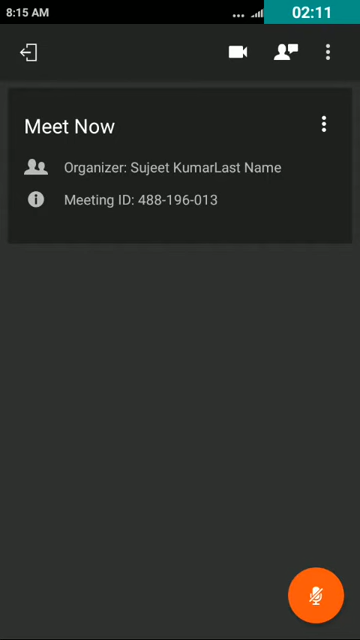 8:15 AM
02:11
Meet Now
Organizer: Sujeet KumarLast Name
Meeting ID: 488-196-013